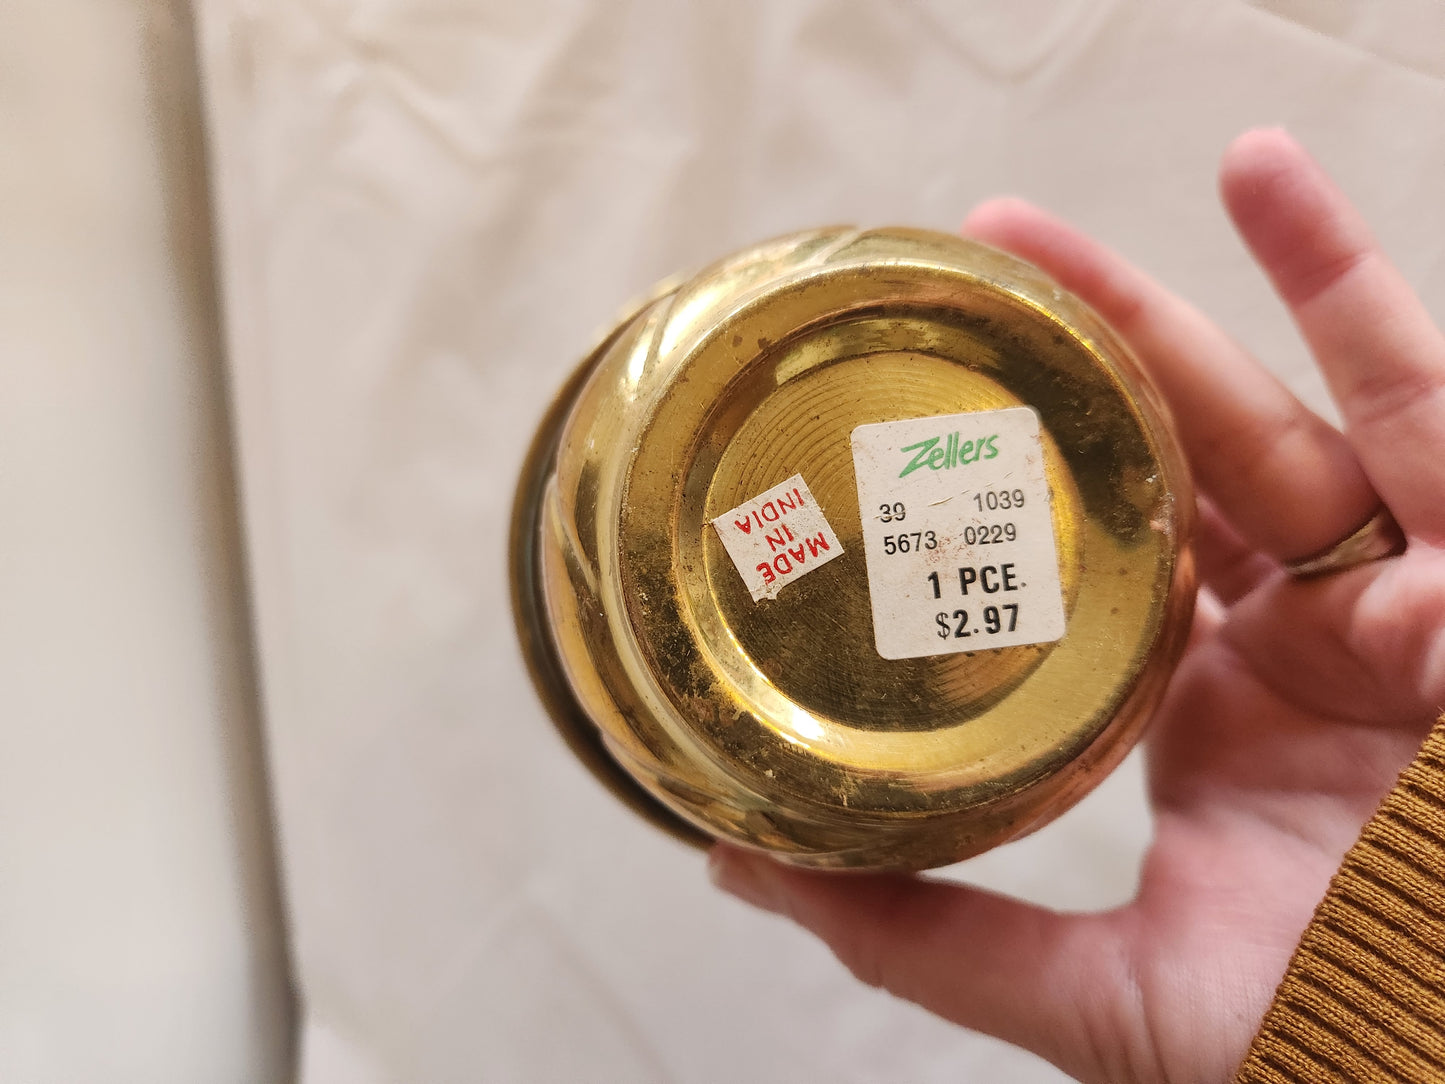 Zellers
39 1039
5673 0229
1 PCE.
$2.97
MADE
IN
INDIA